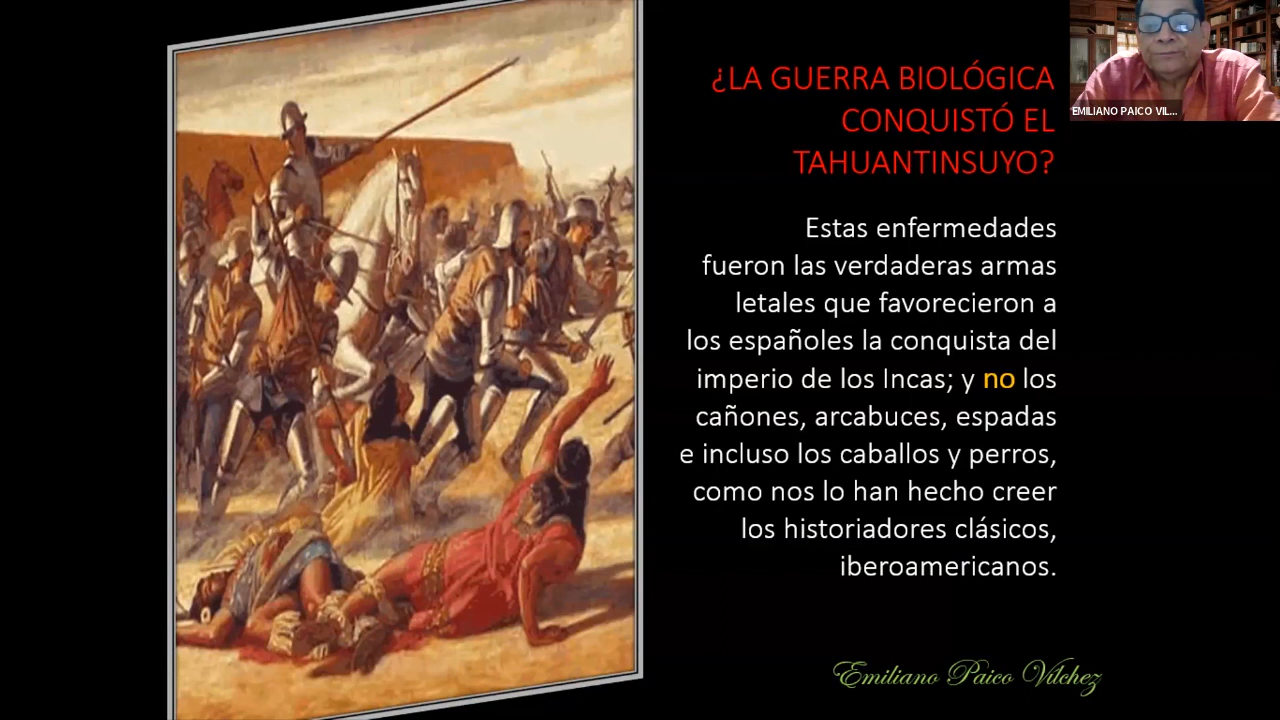 ¿LA GUERRA BIOLÓGICA
CONQUISTÓ EL
TAHUANTINSUYO?
EMILIANO PAICO VIL...
Estas enfermedades
fueron las verdaderas armas
letales que favorecieron a
los españoles la conquista del
imperio de los Incas; y no los
cañones, arcabuces, espadas
e incluso los caballos y perros,
como nos lo han hecho creer
los historiadores clásicos,
iberoamericanos.
Emiliano Paico Vilchez